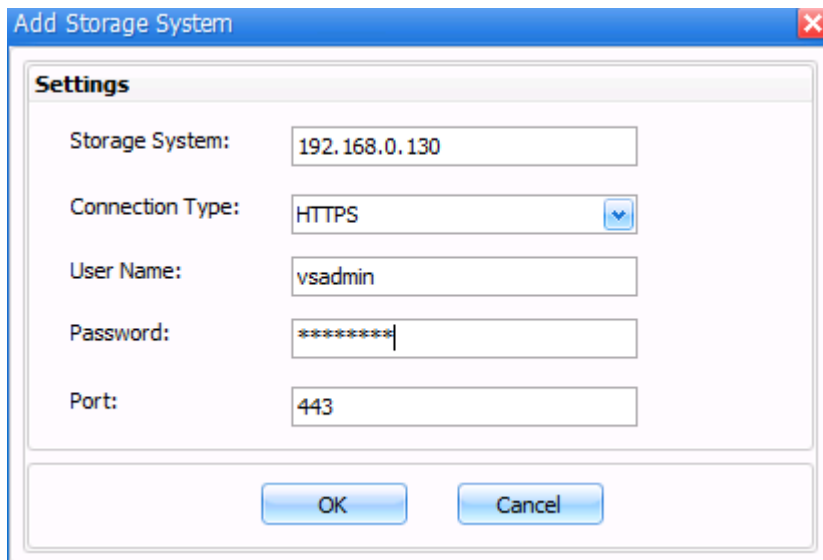 Add Storage System
Settings
Storage System: 192.168.0.130
Connection Type: HTTPS
User Name: vsadmin
Password: ********
Port: 443
OK Cancel